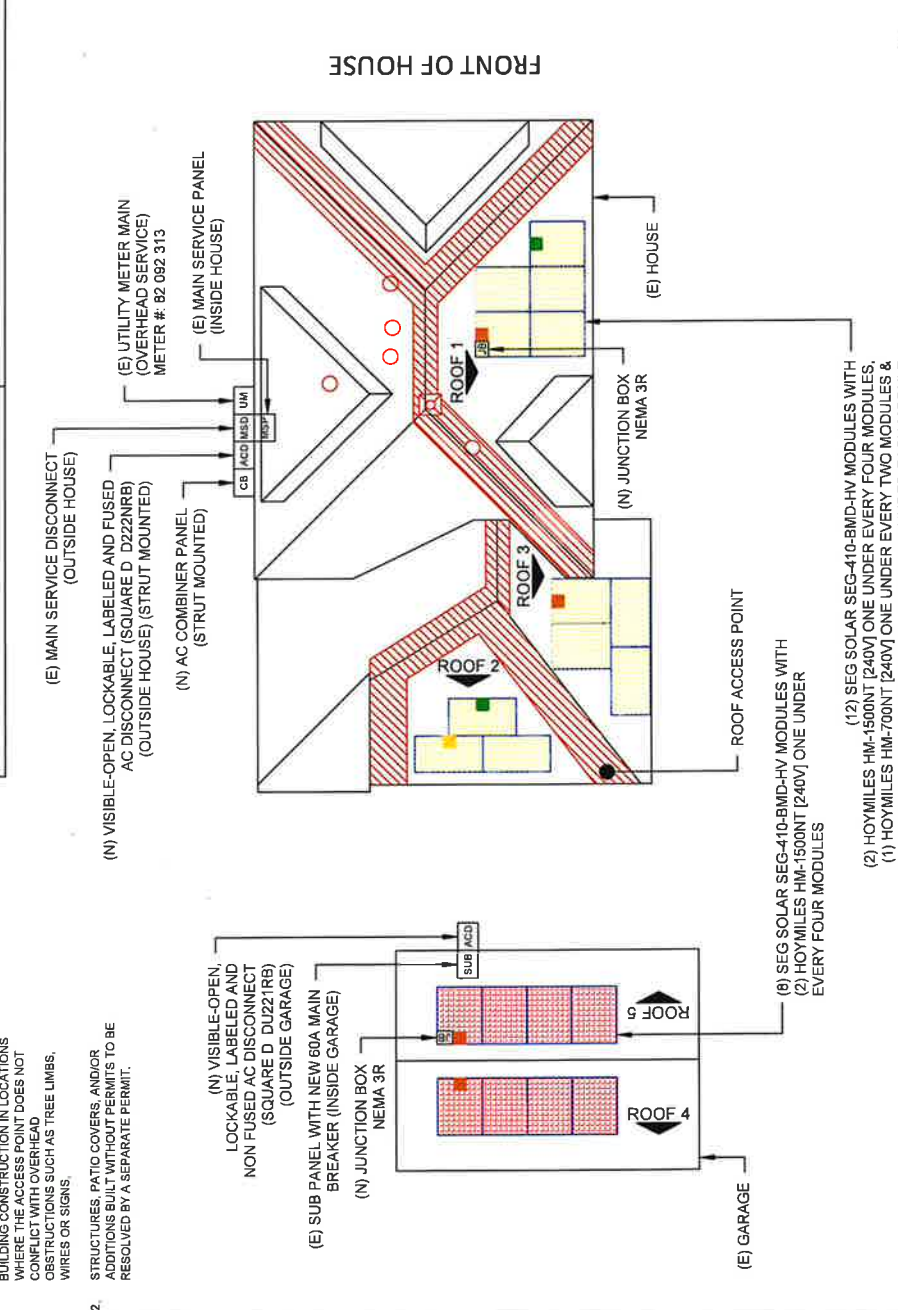 BUILDING CONSTRUCTION IN LOCATIONS
WHERE THE ACCESS POINT DOES NOT
CONFLICT WITH OVERHEAD
OBSTRUCTIONS SUCH AS TREE LIMBS,
WIRES OR SIGNS,
2, STRUCTURES, PATIO COVERS, AND/OR
ADDITIONS BUILT WITHOUT PERMITS TO BE
RESOLVED BY A SEPARATE PERMIT.
(E) MAIN SERVICE DISCONNECT
(OUTSIDE HOUSE)
(N) VISIBLE-OPEN, LOCKABLE, LABELED AND FUSED
AC DISCONNECT (SQUARE D D222NRB)
(OUTSIDE HOUSE) (STRUT MOUNTED)
(N) AC COMBINER PANEL
(STRUT MOUNTED)
(E) UTILITY METER MAIN
(OVERHEAD SERVICE)
METER #: 82 092 313
(E) MAIN SERVICE PANEL
(INSIDE HOUSE)
CB ACD MSD UM
MSP
FRONT OF HOUSE
ROOF 1
JB
ROOF 2
ROOF 3
(N) JUNCTION BOX
NEMA 3R
(E) HOUSE
ROOF ACCESS POINT
(N) VISIBLE-OPEN,
LOCKABLE, LABELED AND
NON FUSED AC DISCONNECT
(SQUARE D DU221RB)
(OUTSIDE GARAGE)
(E) SUB PANEL WITH NEW 60A MAIN
BREAKER (INSIDE GARAGE)
(N) JUNCTION BOX
NEMA 3R
SUB ACD
JB
ROOF 5
ROOF 4
(E) GARAGE
(8) SEG SOLAR SEG-410-BMD-HV MODULES WITH
(2) HOYMILES HM-1500NT [240V] ONE UNDER
EVERY FOUR MODULES
(12) SEG SOLAR SEG-410-BMD-HV MODULES WITH
(2) HOYMILES HM-1500NT [240V] ONE UNDER EVERY FOUR MODULES,
(1) HOYMILES HM-700NT [240V] ONE UNDER EVERY TWO MODULES &